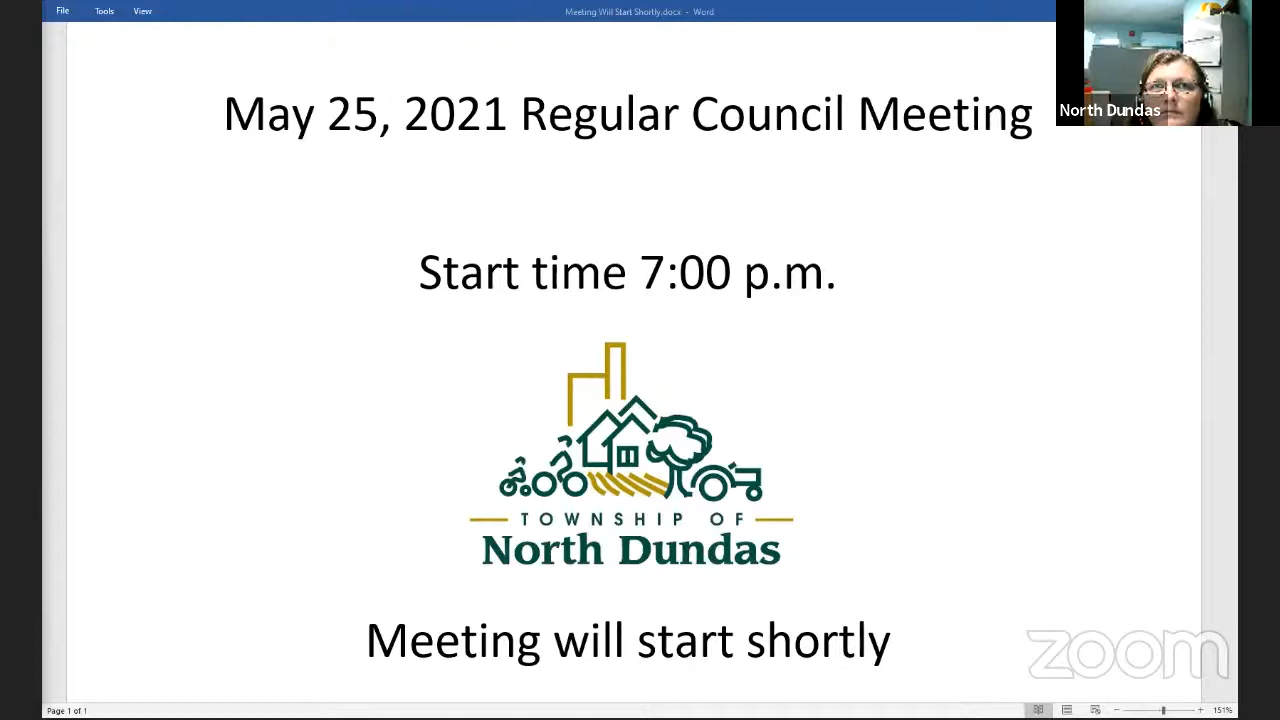 File Tools View
Meeting Will Start Shortly.docx - Word
North Dundas
May 25, 2021 Regular Council Meeting
Start time 7:00 p.m.
TOWNSHIP OF
North Dundas
Meeting will start shortly
zoom
Page 1 of 1
151%